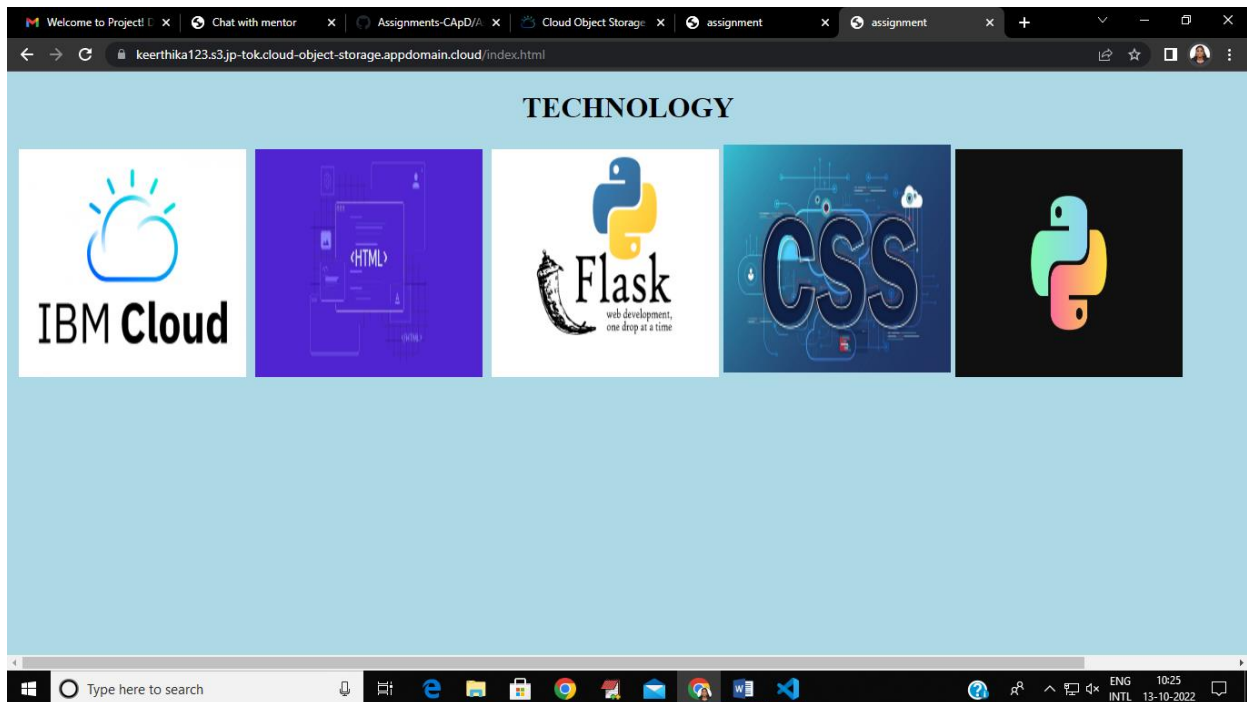 Welcome to Project! D
Chat with mentor
Assignments-CApD/A
Cloud Object Storage
assignment
assignment
keerthika123.s3.jp-tok.cloud-object-storage.appdomain.cloud/index.html
TECHNOLOGY
IBM Cloud
<HTML>
Flask
web development,
one drop at a time
CSS
Type here to search
ENG
INTL
10:25
13-10-2022